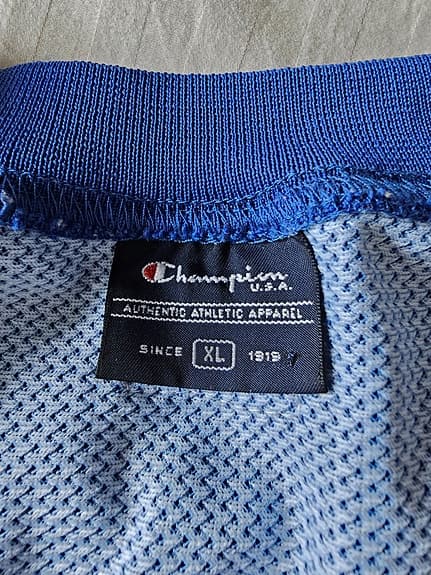 Champion
U.S.A.
AUTHENTIC ATHLETIC APPAREL
SINCE XL 1919